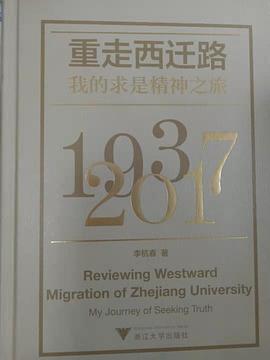 重走西迁路
我的求是精神之旅
1937
2017
李杭春 著
Reviewing Westward
Migration of Zhejiang University
My Journey of Seeking Truth
浙江大学出版社